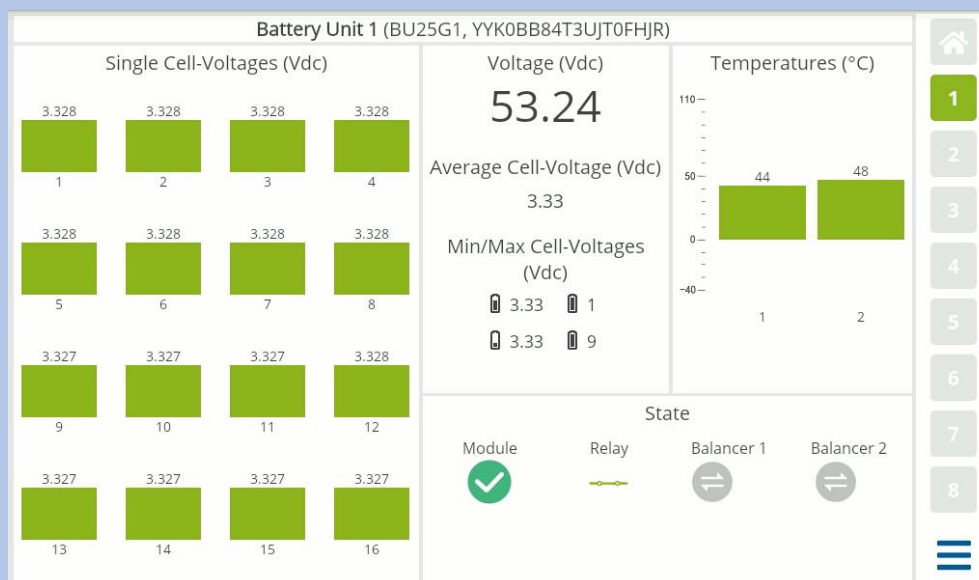 Battery Unit 1 (BU25G1, YYK0BB84T3UJT0FHJR)
Single Cell-Voltages (Vdc)
3.328 3.328 3.328 3.328
1 2 3 4
3.328 3.328 3.328 3.328
5 6 7 8
3.327 3.327 3.327 3.328
9 10 11 12
3.327 3.327 3.327 3.327
13 14 15 16
Voltage (Vdc)
53.24
Average Cell-Voltage (Vdc)
3.33
Min/Max Cell-Voltages
(Vdc)
3.33 1
3.33 9
Temperatures (°C)
110
50
0
-40
44 48
1 2
State
Module Relay Balancer 1 Balancer 2
1
2
3
4
5
6
7
8